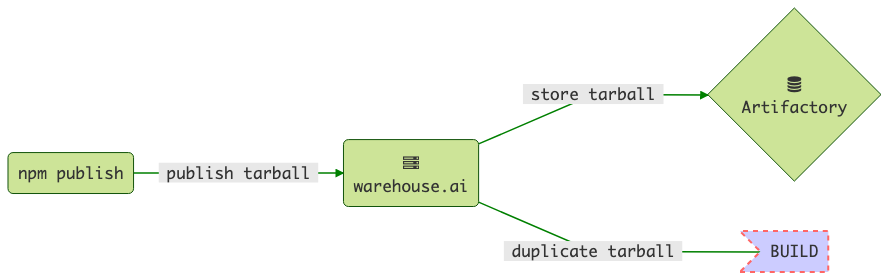 npm publish
publish tarball
warehouse.ai
store tarball
Artifactory
duplicate tarball
BUILD